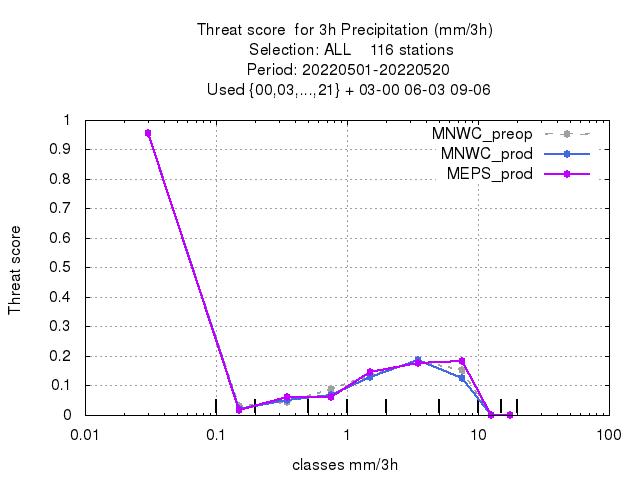 Threat score  for 3h Precipitation (mm/3h)
Selection: ALL    116 stations
Period: 20220501-20220520
Used {00,03,...,21} + 03-00 06-03 09-06
MNWC_preop
MNWC_prod
MEPS_prod
1
0.9
0.8
0.7
0.6
0.5
0.4
0.3
0.2
0.1
0
Threat score
0.01 0.1 1 10 100
classes mm/3h